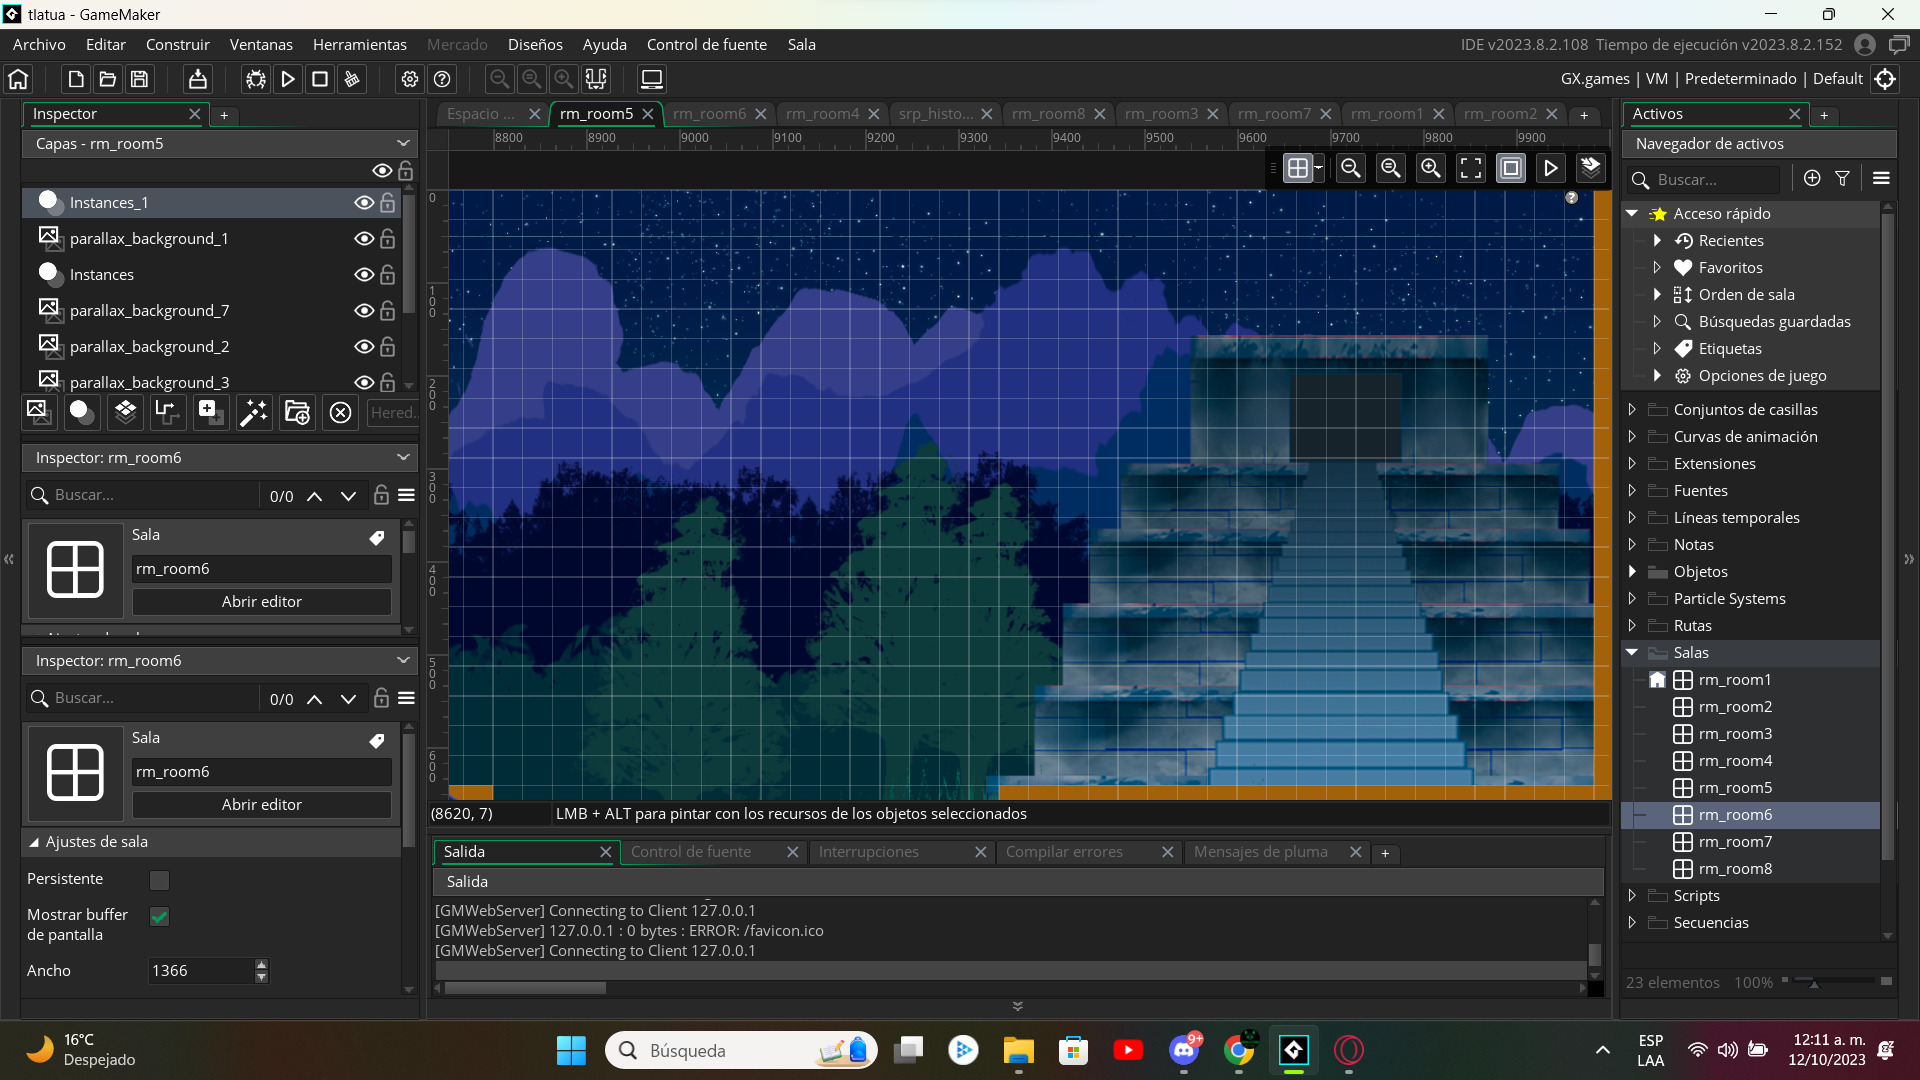 tlatua - GameMaker
Archivo Editar Construir Ventanas Herramientas Mercado Diseños Ayuda Control de fuente Sala
IDE v2023.8.2.108 Tiempo de ejecución v2023.8.2.152
GX.games | VM | Predeterminado | Default
Inspector
+
Capas - rm_room5
Instances_1
parallax_background_1
Instances
parallax_background_7
parallax_background_2
parallax_background_3
Hered...
Inspector: rm_room6
Buscar...
0/0
Sala
rm_room6
Abrir editor
Inspector: rm_room6
Buscar...
0/0
Sala
rm_room6
Abrir editor
Ajustes de sala
Persistente
Mostrar buffer
de pantalla
Ancho
1366
Espacio ... rm_room5 rm_room6 rm_room4 srp_histo... rm_room8 rm_room3 rm_room7 rm_room1 rm_room2 +
8800 8900 9000 9100 9200 9300 9400 9500 9600 9700 9800 9900
0
100
200
300
400
500
600
(8620, 7)
LMB + ALT para pintar con los recursos de los objetos seleccionados
Salida Control de fuente Interrupciones Compilar errores Mensajes de pluma +
Salida
[GMWebServer] Connecting to Client 127.0.0.1
[GMWebServer] 127.0.0.1 : 0 bytes : ERROR: /favicon.ico
[GMWebServer] Connecting to Client 127.0.0.1
Activos
+
Navegador de activos
Buscar...
Acceso rápido
Recientes
Favoritos
Orden de sala
Búsquedas guardadas
Etiquetas
Opciones de juego
Conjuntos de casillas
Curvas de animación
Extensiones
Fuentes
Líneas temporales
Notas
Objetos
Particle Systems
Rutas
Salas
rm_room1
rm_room2
rm_room3
rm_room4
rm_room5
rm_room6
rm_room7
rm_room8
Scripts
Secuencias
23 elementos 100%
16°C
Despejado
Búsqueda
9+
ESP
LAA
12:11 a. m.
12/10/2023